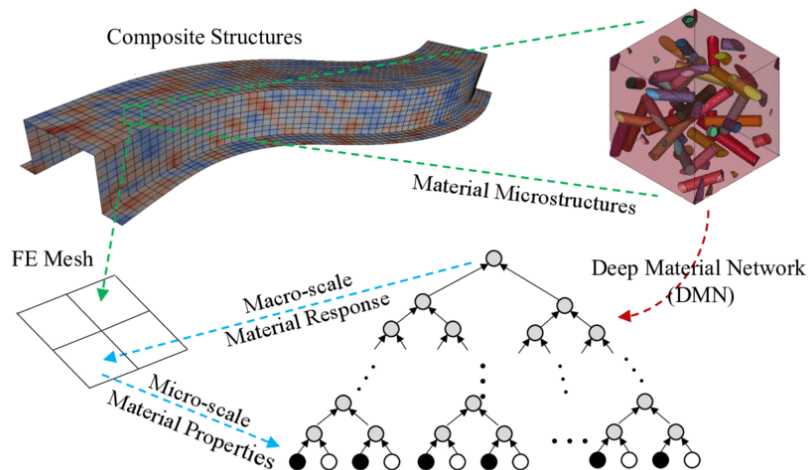 Composite Structures
Material Microstructures
FE Mesh
Deep Material Network
(DMN)
Macro-scale
Material Response
Micro-scale
Material Properties